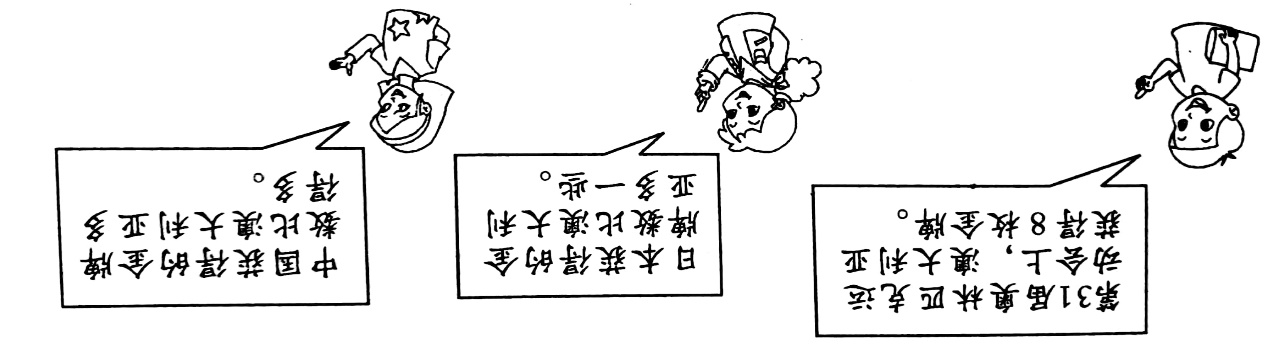 第31届奥林匹克运
动会上，澳大利亚
获得8枚金牌。
日本获得的金
牌数比澳大利
亚多一些。
中国获得的金牌
数比澳大利亚多
得多。